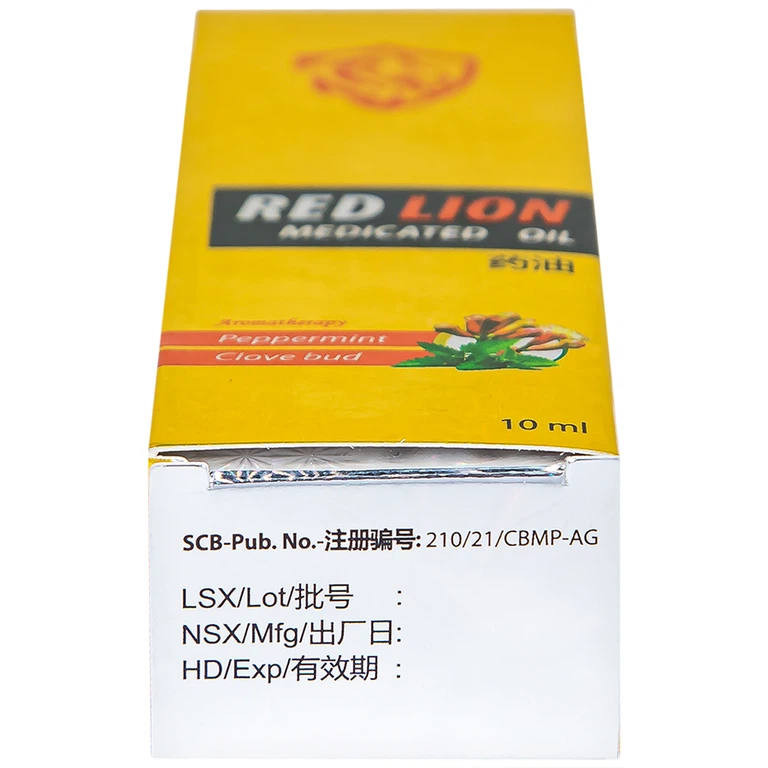 RED LION
MEDICATED OIL
药油
Aromatherapy
Peppermint
Clove bud
10 ml
SCB-Pub. No.-注册骗号: 210/21/CBMP-AG
LSX/Lot/批号 :
NSX/Mfg/出厂日:
HD/Exp/有效期 :